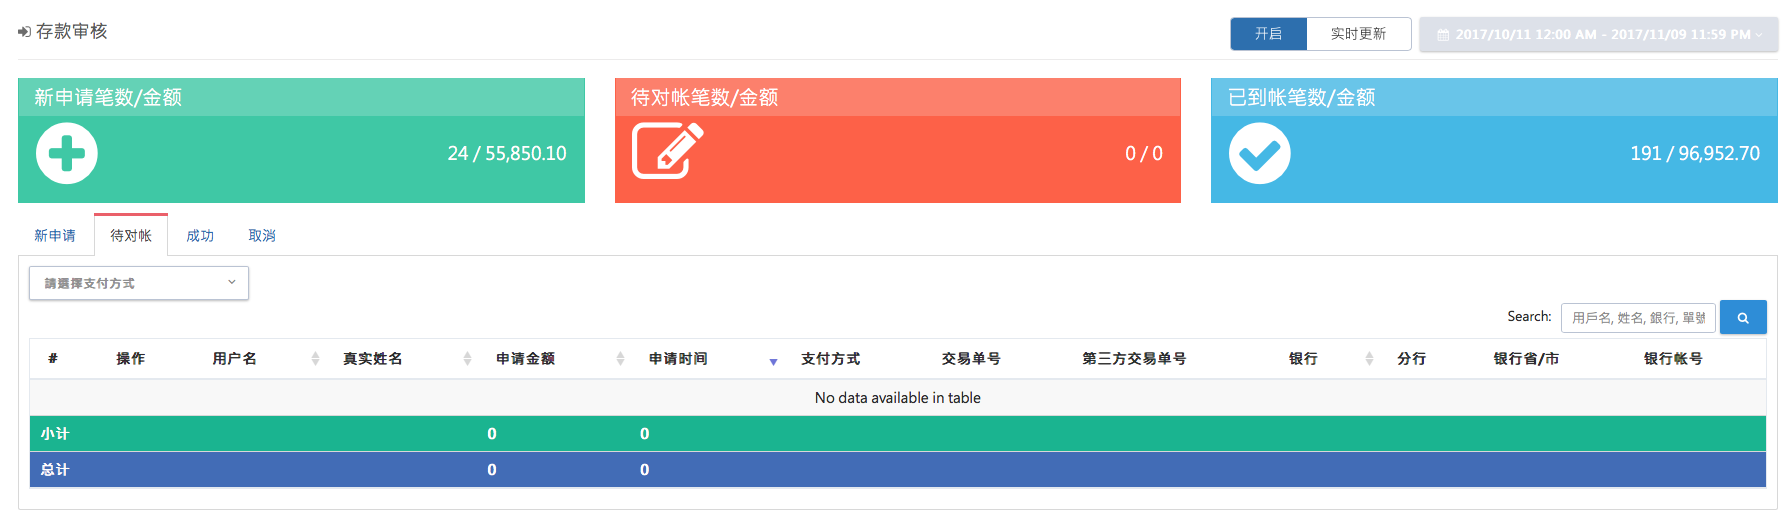 存款审核
开启 实时更新 2017/10/11 12:00 AM - 2017/11/09 11:59 PM
新申请笔数/金额 待对帐笔数/金额 已到帐笔数/金额
24 / 55,850.10 0 / 0 191 / 96,952.70
新申请 待对帐 成功 取消
請選擇支付方式
Search: 用戶名, 姓名, 銀行, 單號
# 操作 用户名 真实姓名 申请金额 申请时间 支付方式 交易单号 第三方交易单号 银行 分行 银行省/市 银行帐号
No data available in table
小计 0 0
总计 0 0